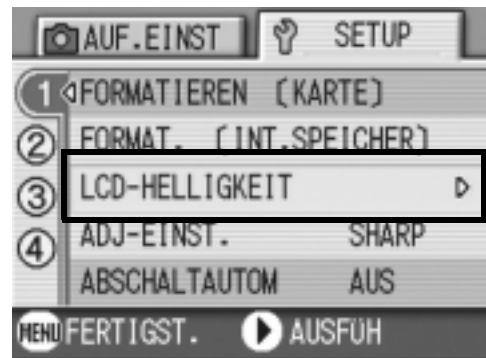 AUF.EINST SETUP
1 FORMATIEREN [KARTE]
2 FORMAT. [INT.SPEICHER]
3 LCD-HELLIGKEIT
4 ADJ-EINST. SHARP
ABSCHALTAUTOM AUS
MENU FERTIGST. AUSFÜH